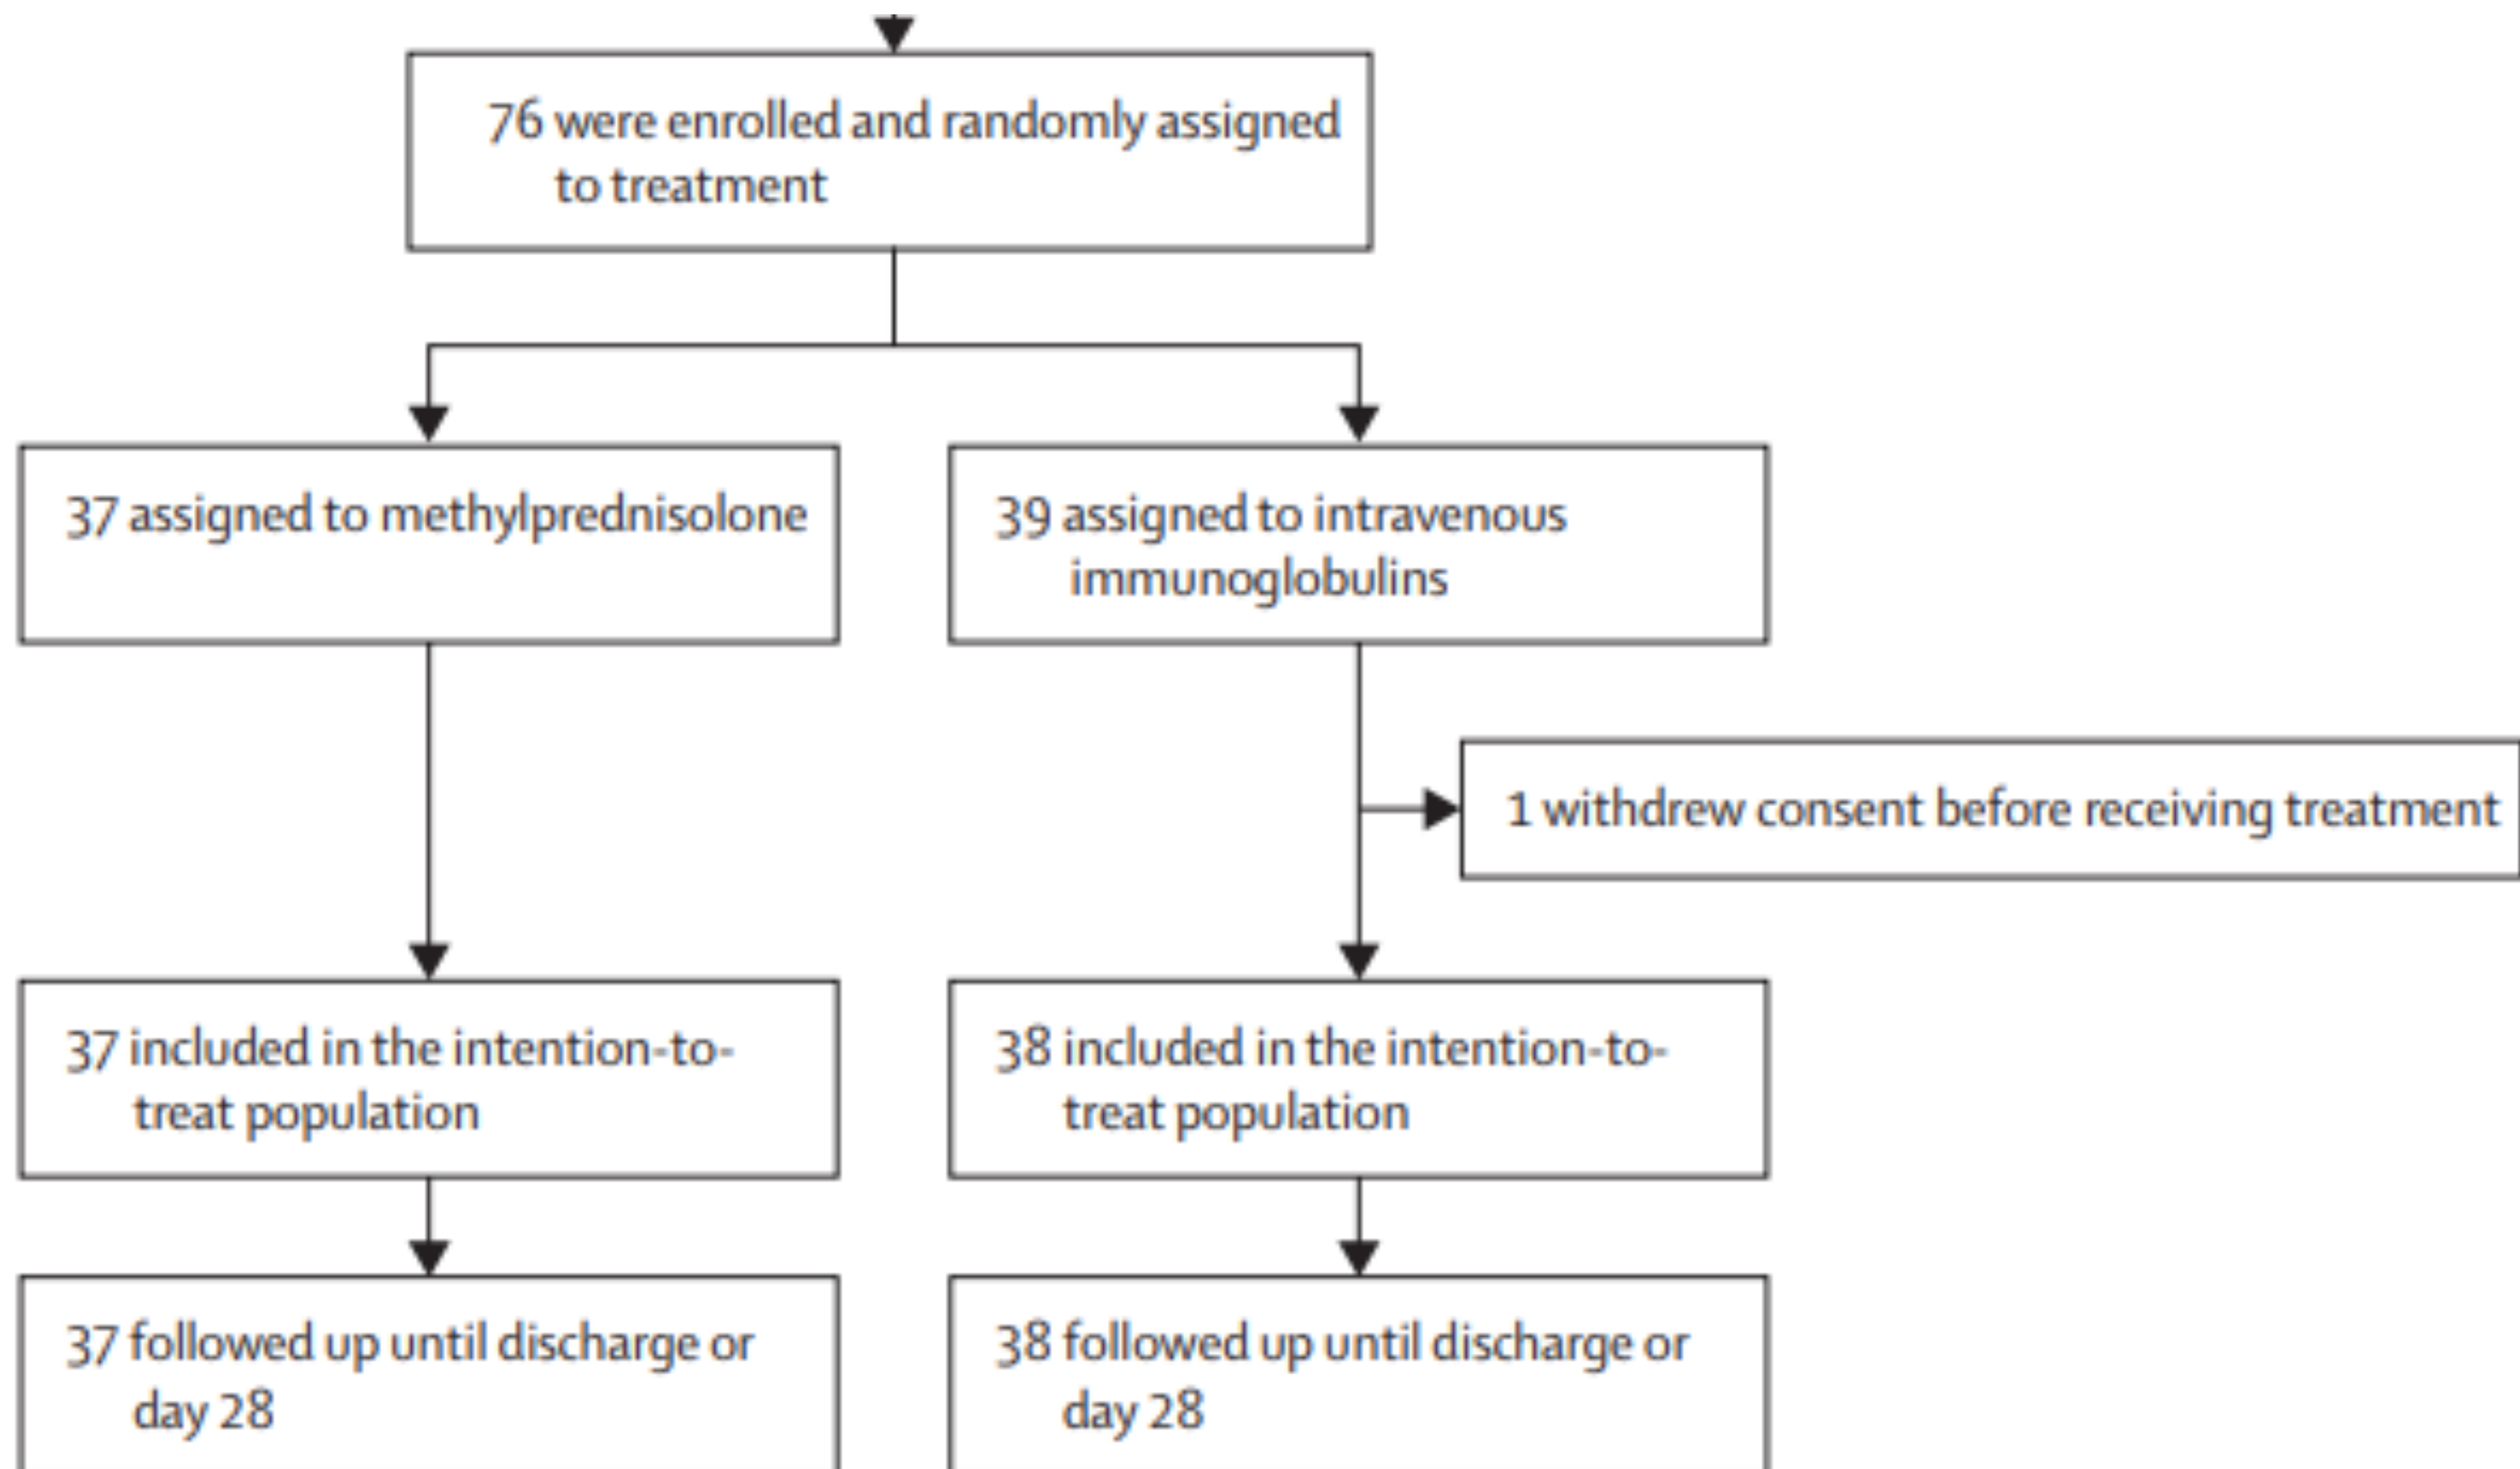 76 were enrolled and randomly assigned
to treatment
37 assigned to methylprednisolone
39 assigned to intravenous
immunoglobulins
1 withdrew consent before receiving treatment
37 included in the intention-to-
treat population
38 included in the intention-to-
treat population
37 followed up until discharge or
day 28
38 followed up until discharge or
day 28